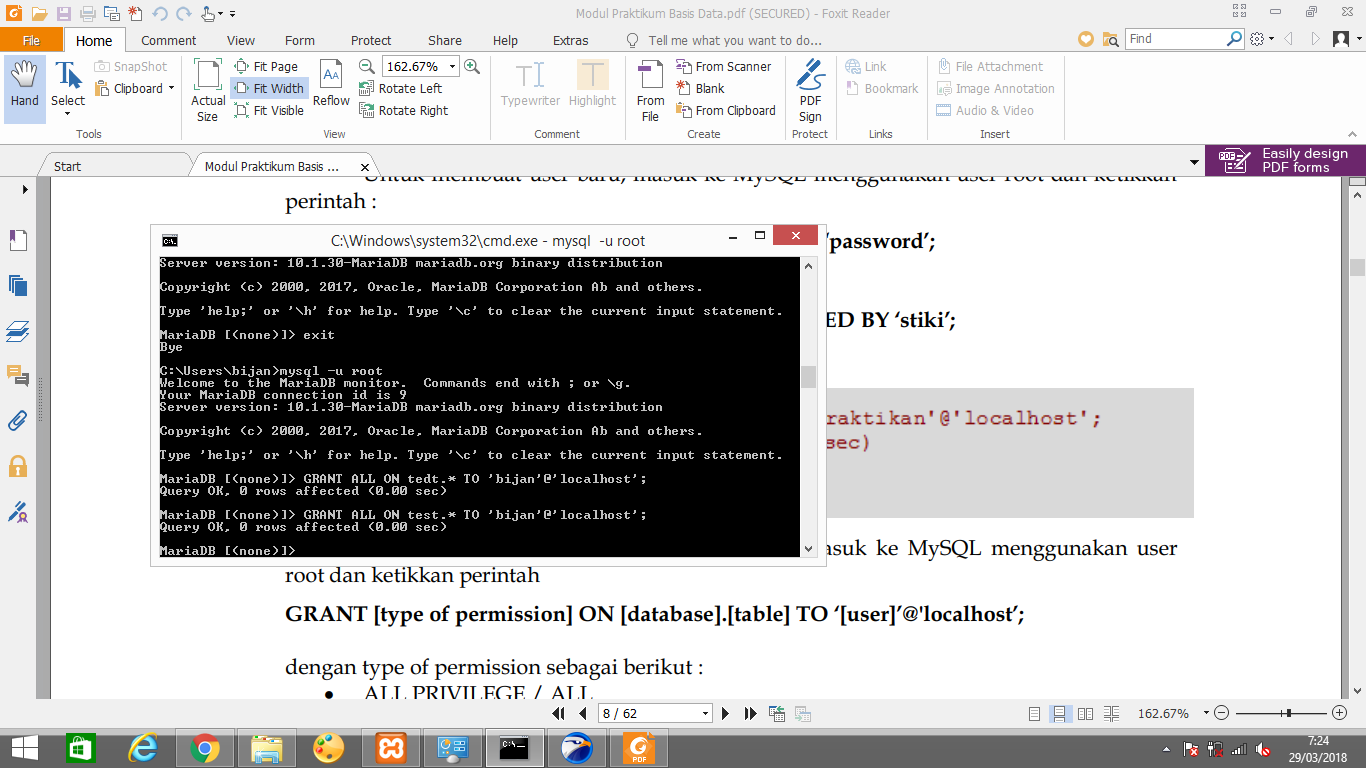 Modul Praktikum Basis Data.pdf (SECURED) - Foxit Reader
File Home Comment View Form Protect Share Help Extras Tell me what you want to do... Find
Hand
Select
SnapShot
Clipboard
Tools
Actual Size
Fit Page
Fit Width
Fit Visible
Reflow
162.67%
Rotate Left
Rotate Right
View
Typewriter
Highlight
Comment
From File
From Scanner
Blank
From Clipboard
Create
PDF Sign
Protect
Link
Bookmark
Links
File Attachment
Image Annotation
Audio & Video
Insert
Start
Modul Praktikum Basis ...
Easily design
PDF forms
Untuk membuat user baru, masuk ke MySQL menggunakan user root dan ketikkan
perintah :
'password’;
ED BY ‘stiki’;
raktikan'@'localhost';
sec)
C:\Windows\system32\cmd.exe - mysql -u root
Server version: 10.1.30-MariaDB mariadb.org binary distribution
Copyright (c) 2000, 2017, Oracle, MariaDB Corporation Ab and others.
Type 'help;' or '\h' for help. Type '\c' to clear the current input statement.
MariaDB [(none)]> exit
Bye
C:\Users\bijan>mysql -u root
Welcome to the MariaDB monitor.  Commands end with ; or \g.
Your MariaDB connection id is 9
Server version: 10.1.30-MariaDB mariadb.org binary distribution
Copyright (c) 2000, 2017, Oracle, MariaDB Corporation Ab and others.
Type 'help;' or '\h' for help. Type '\c' to clear the current input statement.
MariaDB [(none)]> GRANT ALL ON tedt.* TO 'bijan'@'localhost';
Query OK, 0 rows affected (0.00 sec)
MariaDB [(none)]> GRANT ALL ON test.* TO 'bijan'@'localhost';
Query OK, 0 rows affected (0.00 sec)
MariaDB [(none)]>
asuk ke MySQL menggunakan user
root dan ketikkan perintah
GRANT [type of permission] ON [database].[table] TO ‘[user]’@'localhost’;
dengan type of permission sebagai berikut :
• ALL PRIVILEGE / ALL
8 / 62
162.67%
7:24
29/03/2018